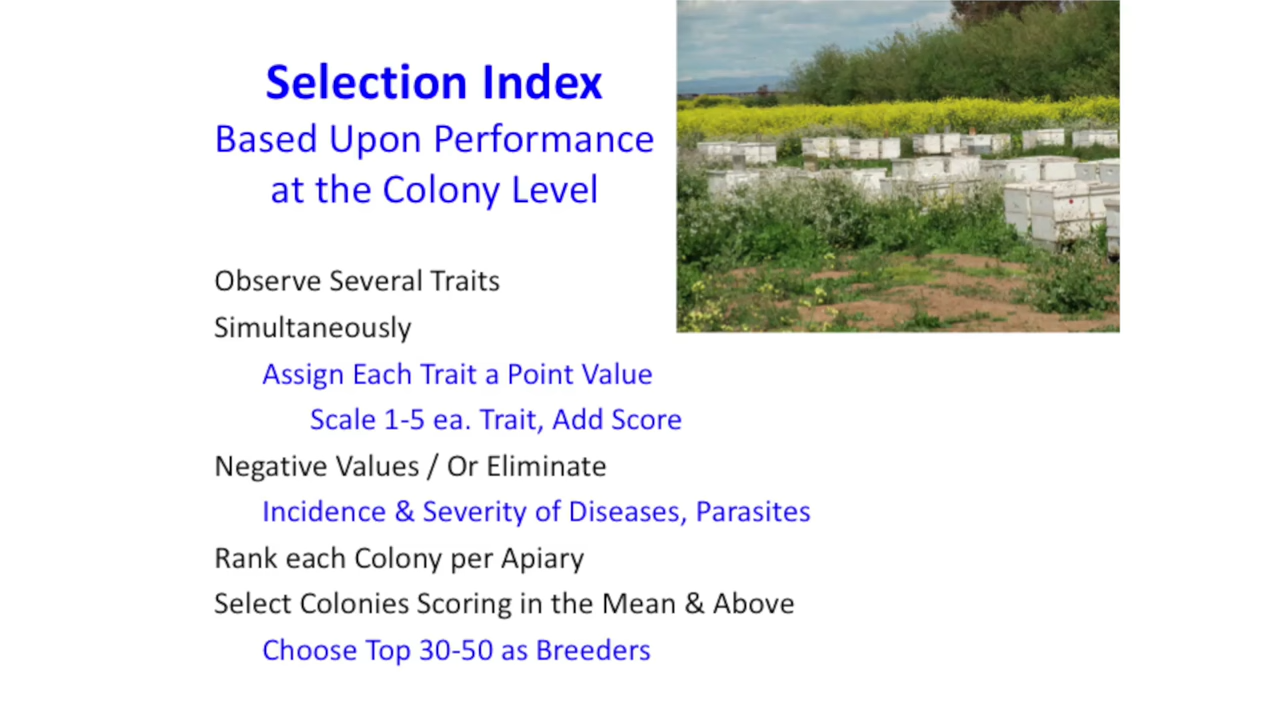 Selection Index
Based Upon Performance
at the Colony Level
Observe Several Traits
Simultaneously
Assign Each Trait a Point Value
Scale 1-5 ea. Trait, Add Score
Negative Values / Or Eliminate
Incidence & Severity of Diseases, Parasites
Rank each Colony per Apiary
Select Colonies Scoring in the Mean & Above
Choose Top 30-50 as Breeders